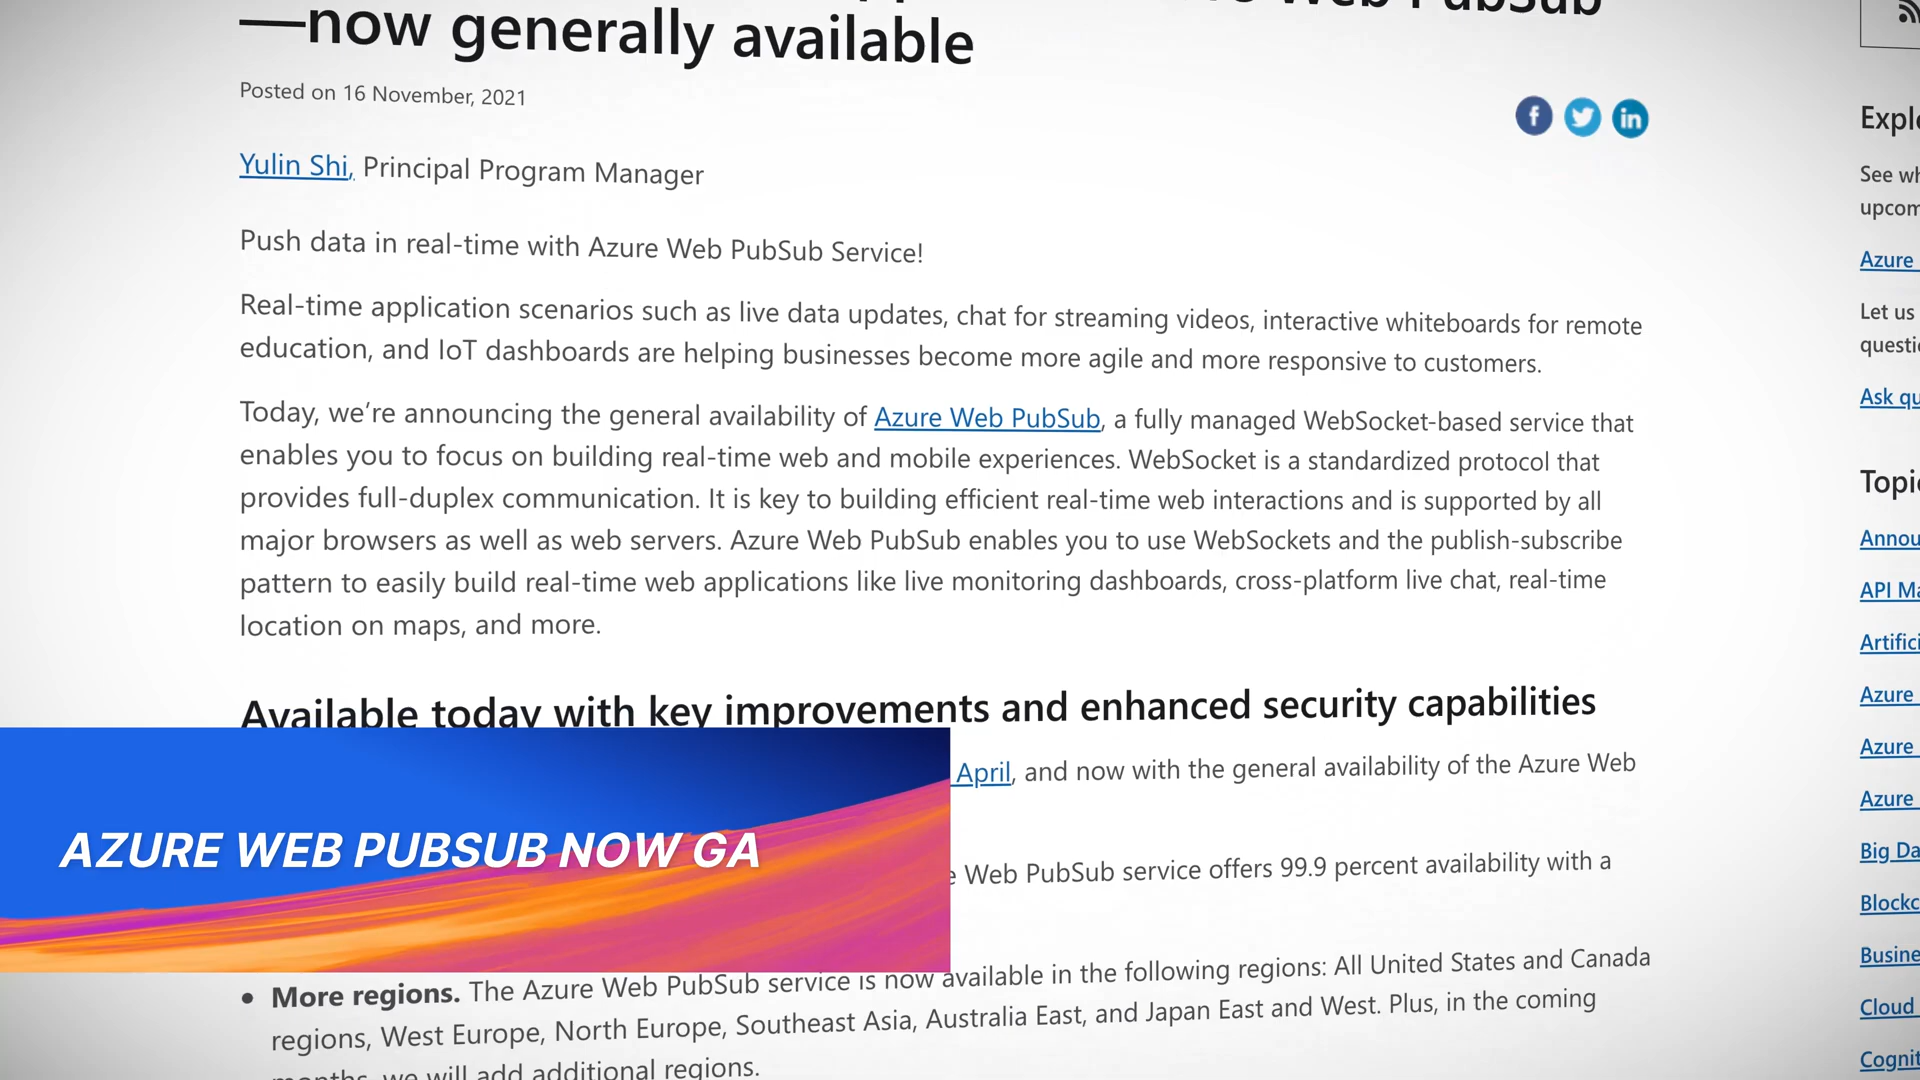 Web PubSub
—now generally available
Posted on 16 November, 2021
Yulin Shi, Principal Program Manager
Push data in real-time with Azure Web PubSub Service!
Real-time application scenarios such as live data updates, chat for streaming videos, interactive whiteboards for remote
education, and IoT dashboards are helping businesses become more agile and more responsive to customers.
Today, we’re announcing the general availability of Azure Web PubSub, a fully managed WebSocket-based service that
enables you to focus on building real-time web and mobile experiences. WebSocket is a standardized protocol that
provides full-duplex communication. It is key to building efficient real-time web interactions and is supported by all
major browsers as well as web servers. Azure Web PubSub enables you to use WebSockets and the publish-subscribe
pattern to easily build real-time web applications like live monitoring dashboards, cross-platform live chat, real-time
location on maps, and more.
Available today with key improvements and enhanced security capabilities
April, and now with the general availability of the Azure Web
Web PubSub service offers 99.9 percent availability with a
AZURE WEB PUBSUB NOW GA
• More regions. The Azure Web PubSub service is now available in the following regions: All United States and Canada
regions, West Europe, North Europe, Southeast Asia, Australia East, and Japan East and West. Plus, in the coming
months, we will add additional regions.
Expl
See wh
upcom
Azure
Let us
questi
Ask qu
Topi
Annou
API Ma
Artific
Azure
Azure
Azure
Big Da
Blockc
Busine
Cloud
Cognit